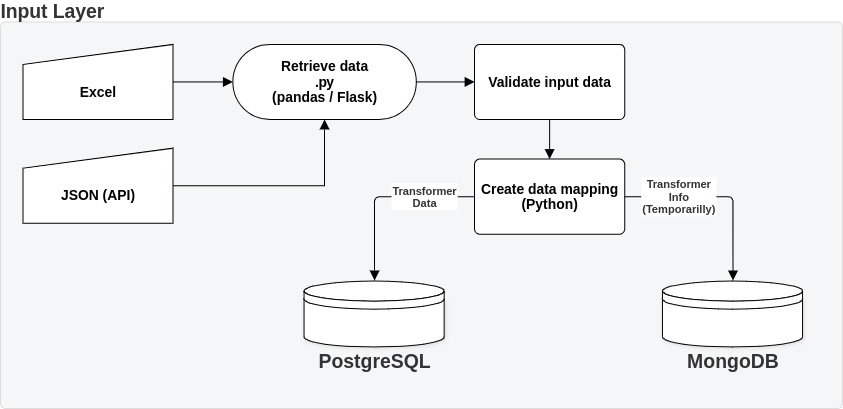 Input Layer
Excel
Retrieve data
.py
(pandas / Flask)
Validate input data
JSON (API)
Create data mapping
(Python)
Transformer
Data
Transformer
Info
(Temporarilly)
PostgreSQL
MongoDB